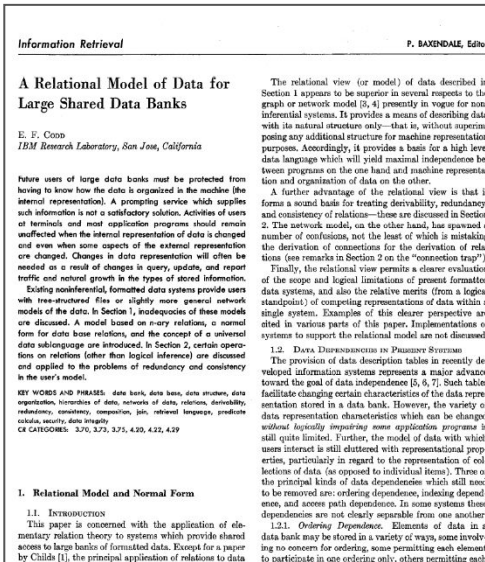 Information Retrieval
P. BAXENDALE, Edito
A Relational Model of Data for
Large Shared Data Banks
E. F. CODD
IBM Research Laboratory, San Jose, California
Future users of large data banks must be protected from
having to know how the data is organized in the machine (the
internal representation). A prompting service which supplies
such information is not a satisfactory solution. Activities of users
at terminals and most application programs should remain
unaffected when the internal representation of data is changed
and even when some aspects of the external representation
are changed. Changes in data representation will often be
needed as a result of changes in query, update, and report
traffic and natural growth in the types of stored information.
Existing noninferential, formatted data systems provide users
with tree-structured files or slightly more general network
models of the data. In Section 1, inadequacies of these models
are discussed. A model based on n-ary relations, a normal
form for data base relations, and the concept of a universal
data sublanguage are introduced. In Section 2, certain opera-
tions on relations (other than logical inference) are discussed
and applied to the problems of redundancy and consistency
in the user's model.
KEY WORDS AND PHRASES: data bank, data base, data structure, data
organization, hierarchies of data, networks of data, relations, derivability,
redundancy, consistency, composition, join, retrieval language, predicate
calculus, security, data integrity
CR CATEGORIES: 3.70, 3.73, 3.75, 4.20, 4.22, 4.29
1. Relational Model and Normal Form
1.1. INTRODUCTION
This paper is concerned with the application of ele-
mentary relation theory to systems which provide shared
access to large banks of formatted data. Except for a paper
by Childs [1], the principal application of relations to data
The relational view (or model) of data described in
Section 1 appears to be superior in several respects to the
graph or network model [3, 4] presently in vogue for non-
inferential systems. It provides a means of describing data
with its natural structure only—that is, without superim-
posing any additional structure for machine representation
purposes. Accordingly, it provides a basis for a high leve
data language which will yield maximal independence be-
tween programs on the one hand and machine representa-
tion and organization of data on the other.
A further advantage of the relational view is that it
forms a sound basis for treating derivability, redundancy,
and consistency of relations—these are discussed in Section
2. The network model, on the other hand, has spawned a
number of confusions, not the least of which is mistaking
the derivation of connections for the derivation of rela-
tions (see remarks in Section 2 on the "connection trap")
Finally, the relational view permits a clearer evaluation
of the scope and logical limitations of present formatted
data systems, and also the relative merits (from a logical
standpoint) of competing representations of data within a
single system. Examples of this clearer perspective are
cited in various parts of this paper. Implementations of
systems to support the relational model are not discussed
1.2. DATA DEPENDENCIES IN PRESENT SYSTEMS
The provision of data description tables in recently de-
veloped information systems represents a major advance
toward the goal of data independence [5, 6, 7]. Such tables
facilitate changing certain characteristics of the data repre-
sentation stored in a data bank. However, the variety of
data representation characteristics which can be changed
without logically impairing some application programs is
still quite limited. Further, the model of data with which
users interact is still cluttered with representational prop-
erties, particularly in regard to the representation of col-
lections of data (as opposed to individual items). Three of
the principal kinds of data dependencies which still need
to be removed are: ordering dependence, indexing depend-
ence, and access path dependence. In some systems these
dependencies are not clearly separable from one another.
1.2.1. Ordering Dependence. Elements of data in a
data bank may be stored in a variety of ways, some involv-
ing no concern for ordering, some permitting each element
to participate in one ordering only, others permitting each